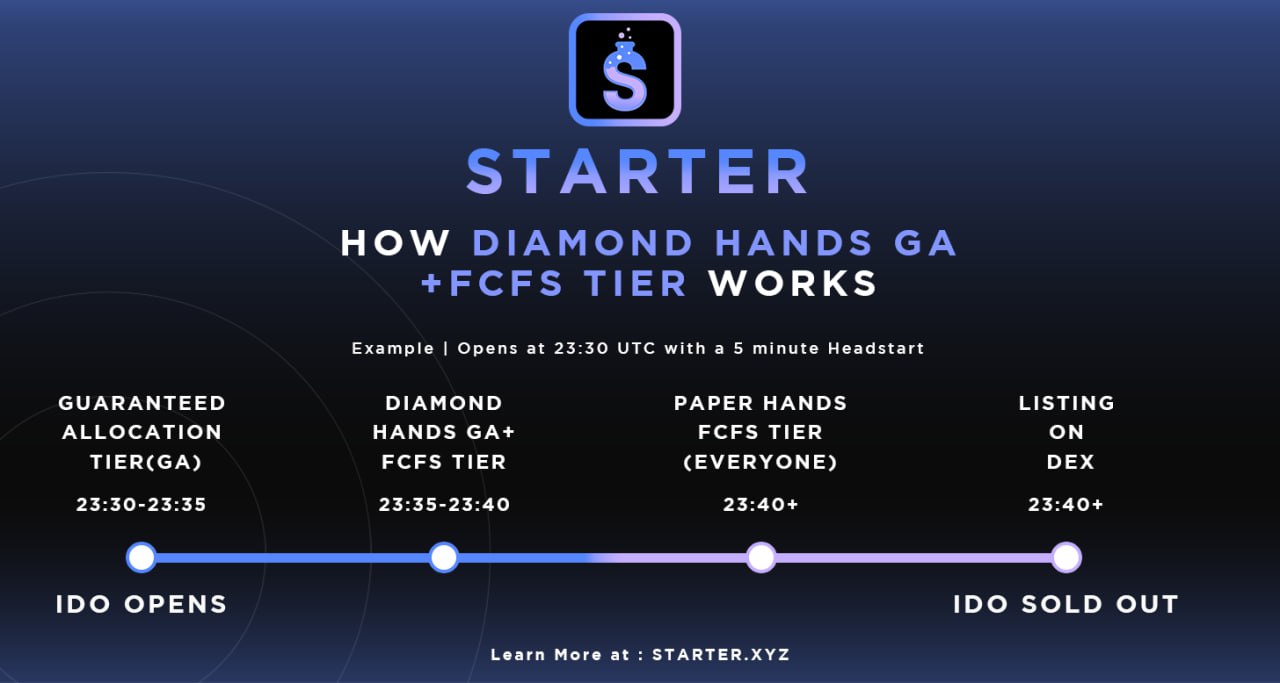 S
STARTER
HOW DIAMOND HANDS GA
+FCFS TIER WORKS
Example | Opens at 23:30 UTC with a 5 minute Headstart
GUARANTEED
ALLOCATION
TIER(GA)
23:30-23:35
DIAMOND
HANDS GA+
FCFS TIER
23:35-23:40
PAPER HANDS
FCFS TIER
(EVERYONE)
23:40+
LISTING
ON
DEX
23:40+
IDO OPENS
IDO SOLD OUT
Learn More at : STARTER.XYZ